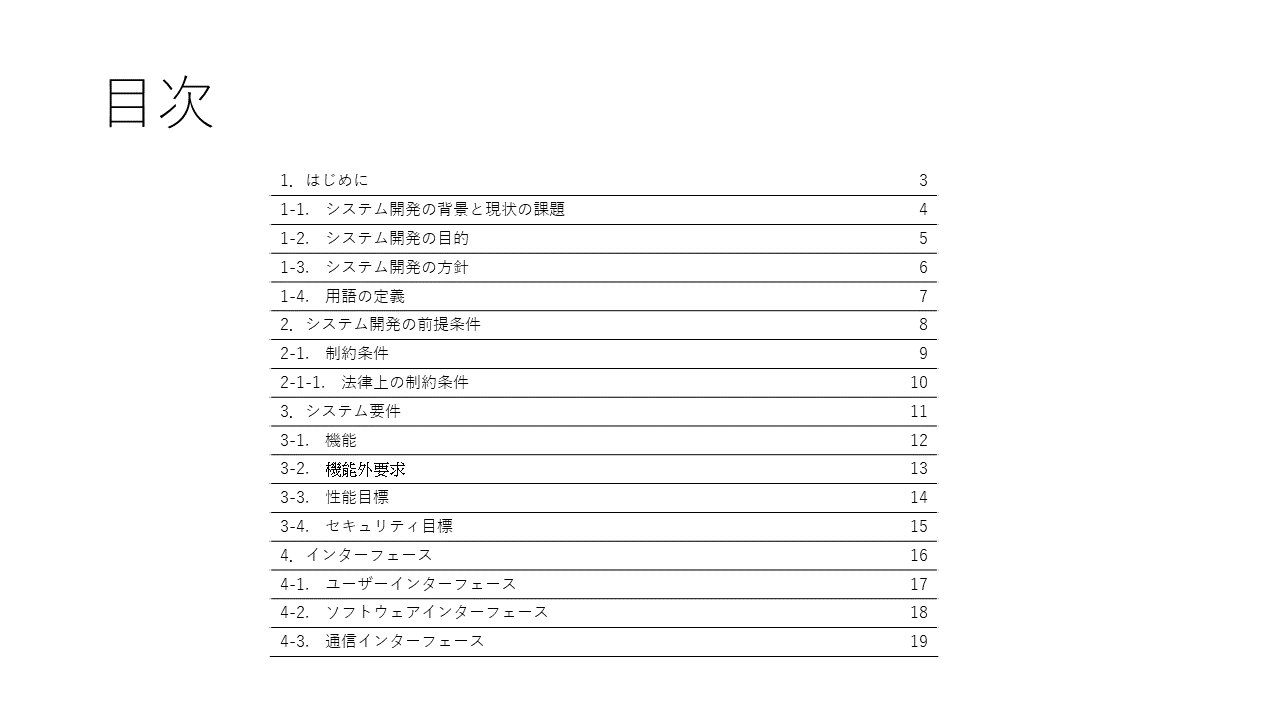 目次
1. はじめに 3
1-1. システム開発の背景と現状の課題 4
1-2. システム開発の目的 5
1-3. システム開発の方針 6
1-4. 用語の定義 7
2. システム開発の前提条件 8
2-1. 制約条件 9
2-1-1. 法律上の制約条件 10
3. システム要件 11
3-1. 機能 12
3-2. 機能外要求 13
3-3. 性能目標 14
3-4. セキュリティ目標 15
4. インターフェース 16
4-1. ユーザーインターフェース 17
4-2. ソフトウェアインターフェース 18
4-3. 通信インターフェース 19